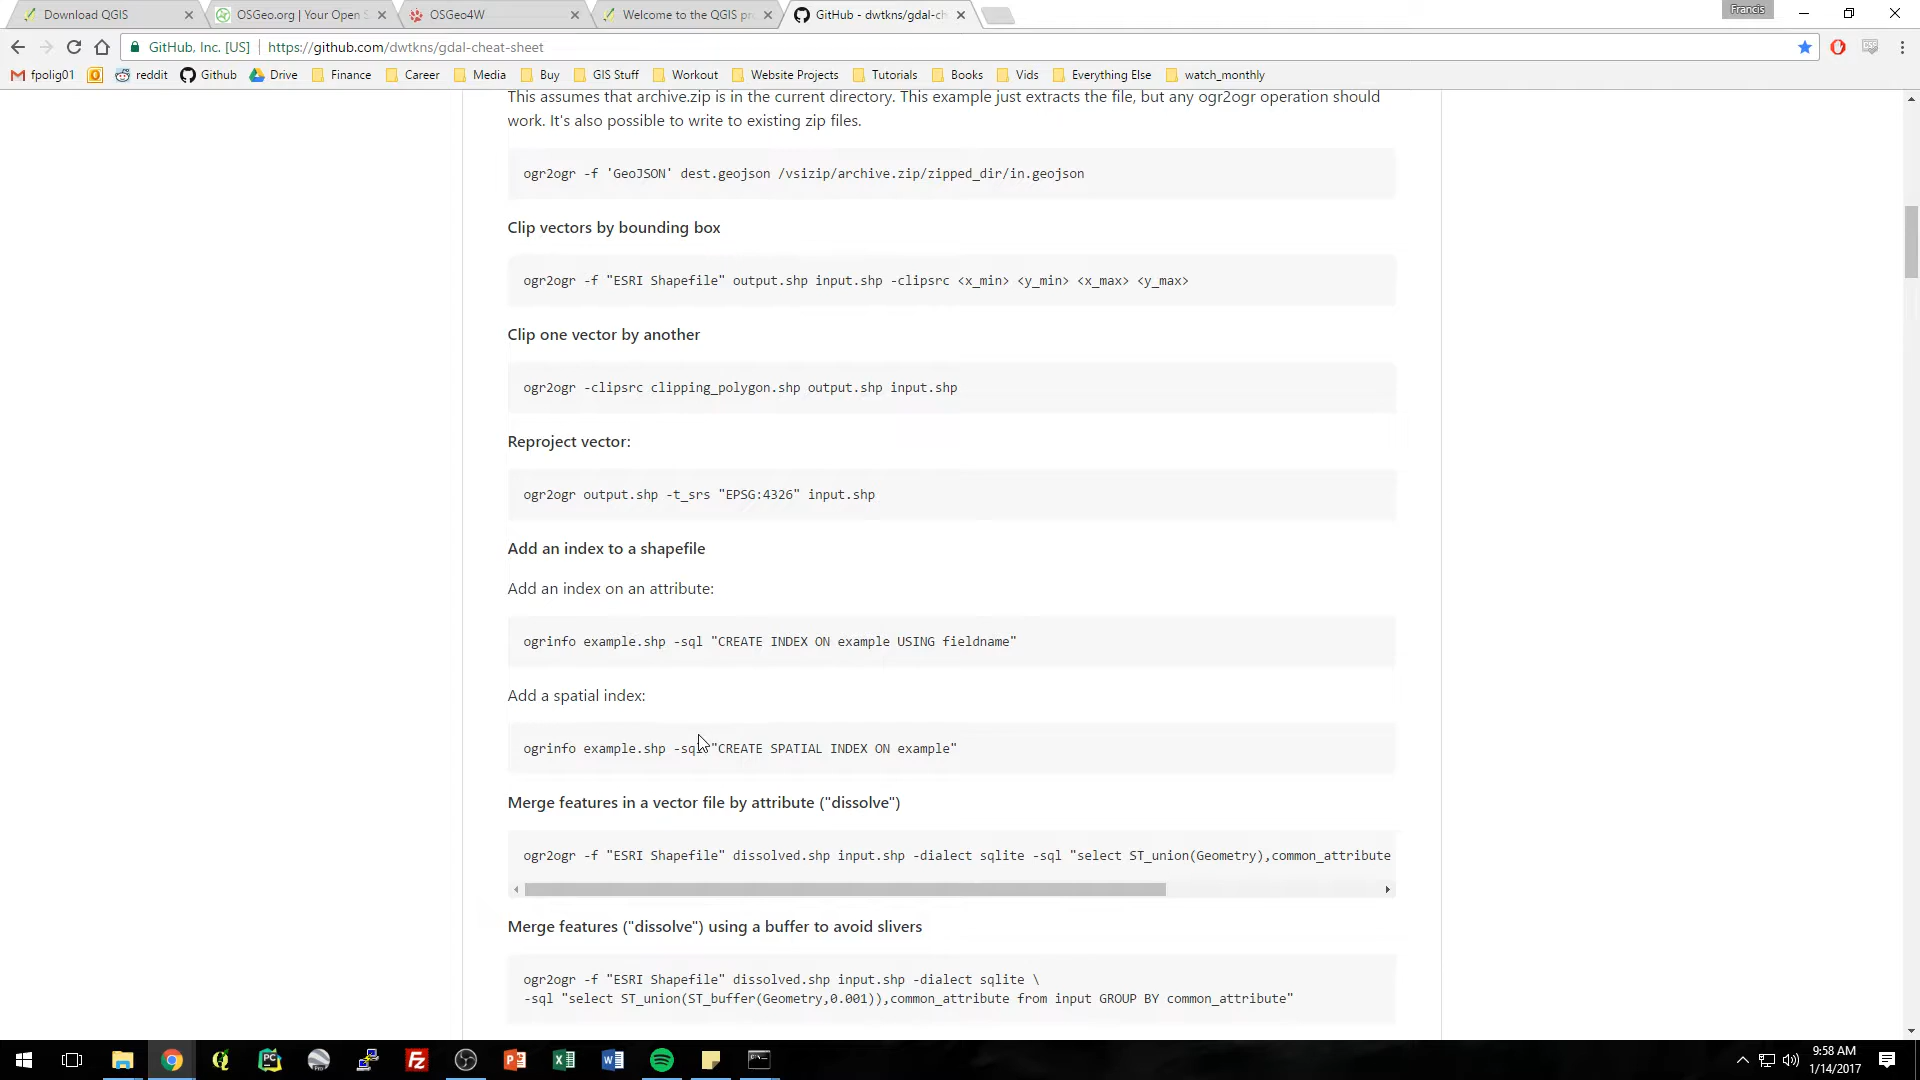 Download QGIS
OSGeo.org | Your Open S
OSGeo4W
Welcome to the QGIS pr
GitHub - dwtkns/gdal-ch
Francis
GitHub, Inc. [US]
https://github.com/dwtkns/gdal-cheat-sheet
fpolig01
reddit
Github
Drive
Finance
Career
Media
Buy
GIS Stuff
Workout
Website Projects
Tutorials
Books
Vids
Everything Else
watch_monthly
This assumes that archive.zip is in the current directory. This example just extracts the file, but any ogr2ogr operation should
work. It's also possible to write to existing zip files.
ogr2ogr -f 'GeoJSON' dest.geojson /vsizip/archive.zip/zipped_dir/in.geojson
Clip vectors by bounding box
ogr2ogr -f "ESRI Shapefile" output.shp input.shp -clipsrc <x_min> <y_min> <x_max> <y_max>
Clip one vector by another
ogr2ogr -clipsrc clipping_polygon.shp output.shp input.shp
Reproject vector:
ogr2ogr output.shp -t_srs "EPSG:4326" input.shp
Add an index to a shapefile
Add an index on an attribute:
ogrinfo example.shp -sql "CREATE INDEX ON example USING fieldname"
Add a spatial index:
ogrinfo example.shp -sql "CREATE SPATIAL INDEX ON example"
Merge features in a vector file by attribute ("dissolve")
ogr2ogr -f "ESRI Shapefile" dissolved.shp input.shp -dialect sqlite -sql "select ST_union(Geometry),common_attribute
Merge features ("dissolve") using a buffer to avoid slivers
ogr2ogr -f "ESRI Shapefile" dissolved.shp input.shp -dialect sqlite \
-sql "select ST_union(ST_buffer(Geometry,0.001)),common_attribute from input GROUP BY common_attribute"
9:58 AM
1/14/2017